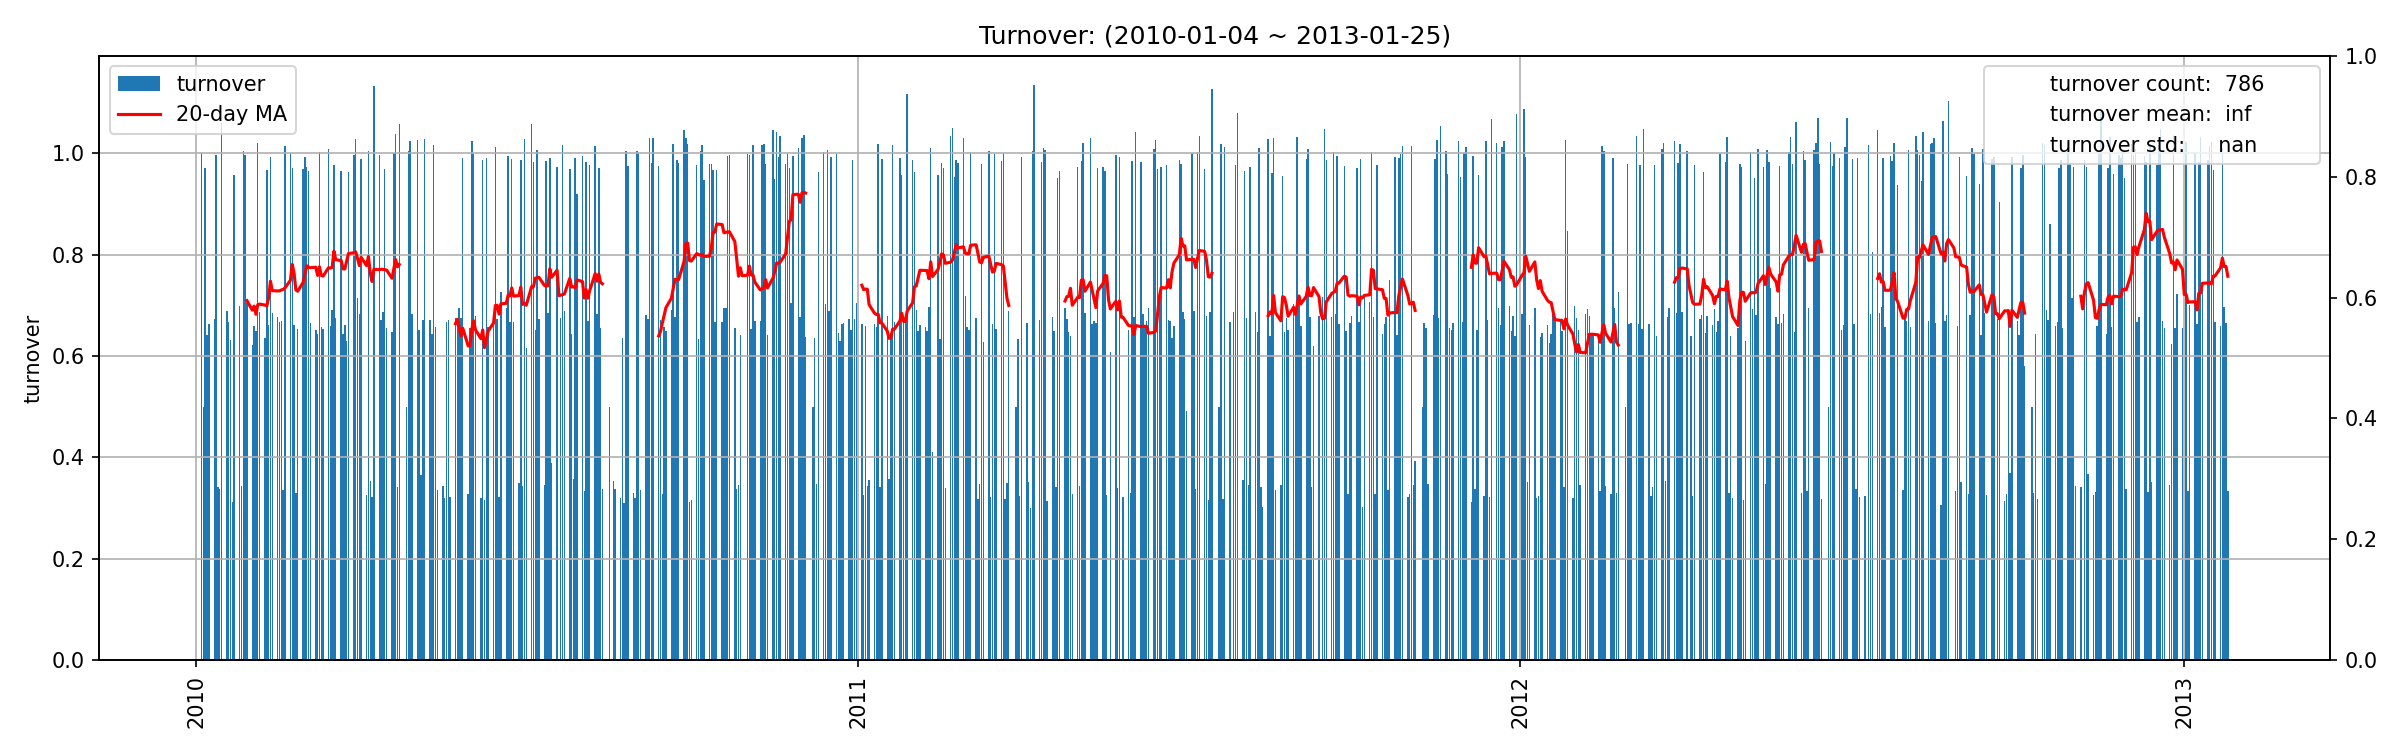 Turnover: (2010-01-04 ~ 2013-01-25)
turnover
20-day MA
turnover count: 786
turnover mean: inf
turnover std: nan
turnover
1.0
0.8
0.6
0.4
0.2
0.0
1.0
0.8
0.6
0.4
0.2
0.0
2010
2011
2012
2013